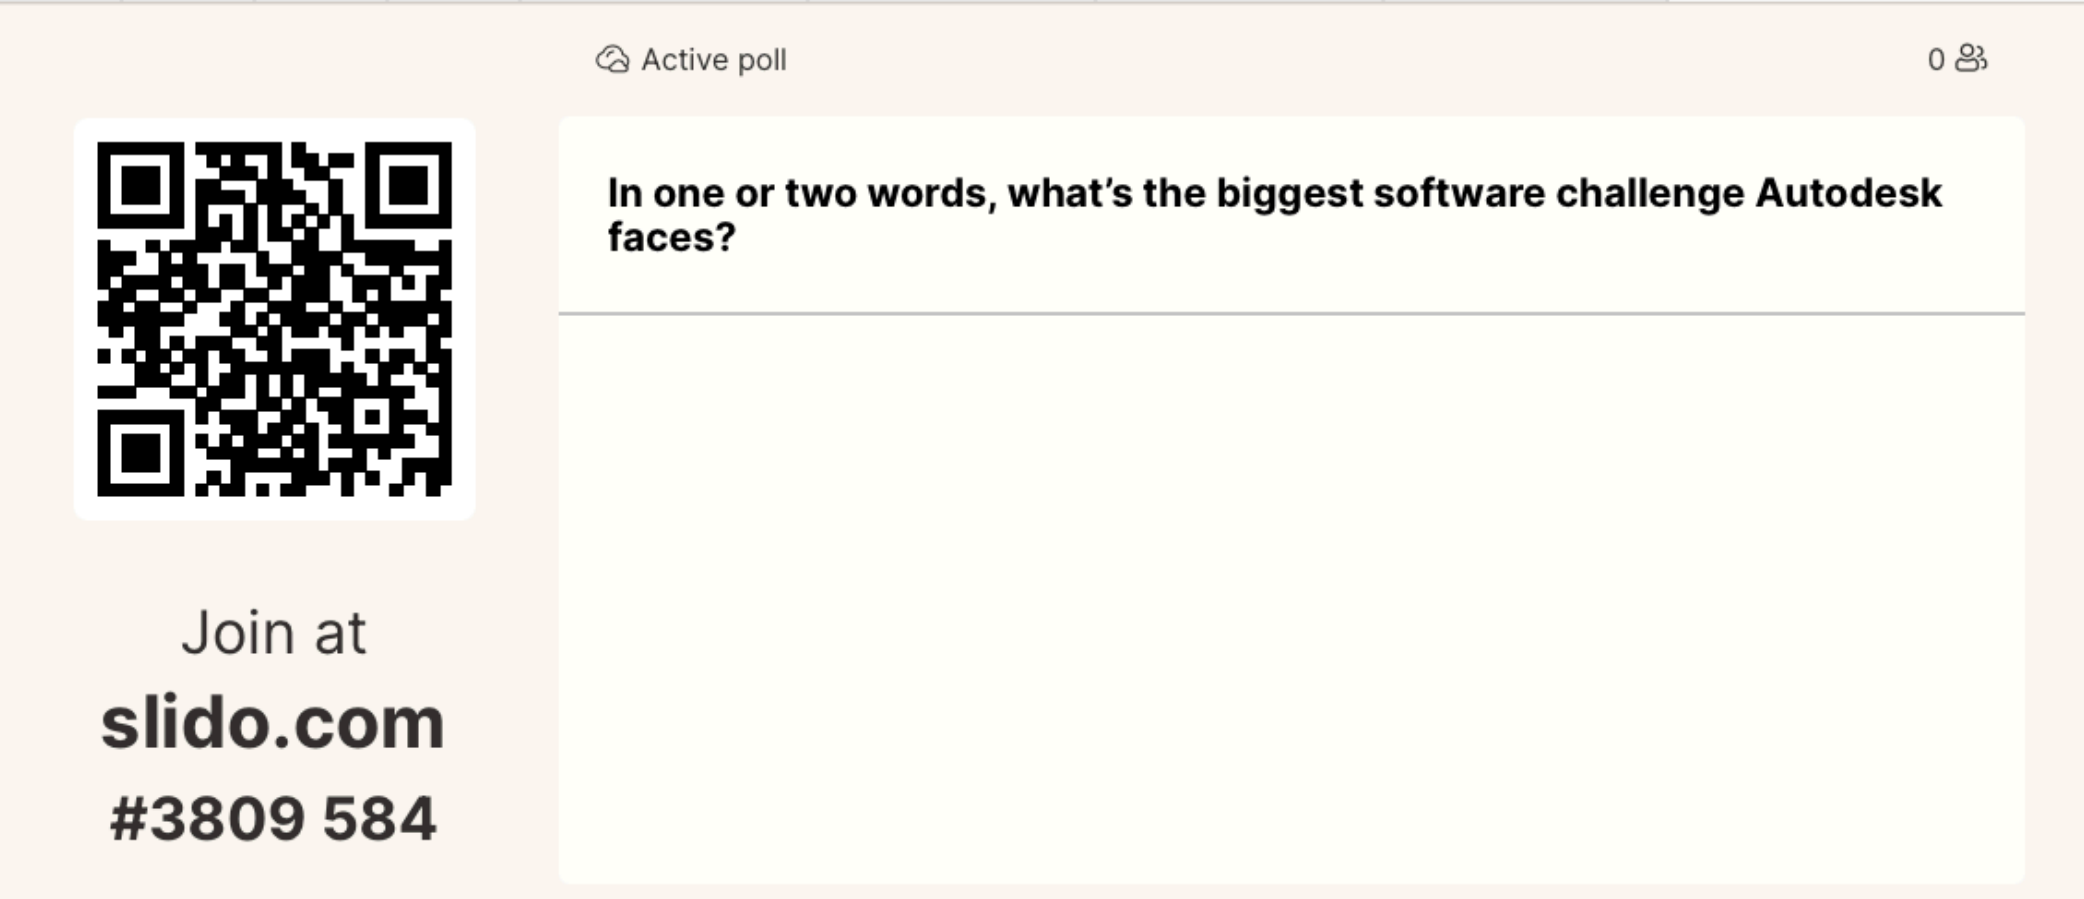 Active poll
0
In one or two words, what’s the biggest software challenge Autodesk
faces?
Join at
slido.com
#3809 584